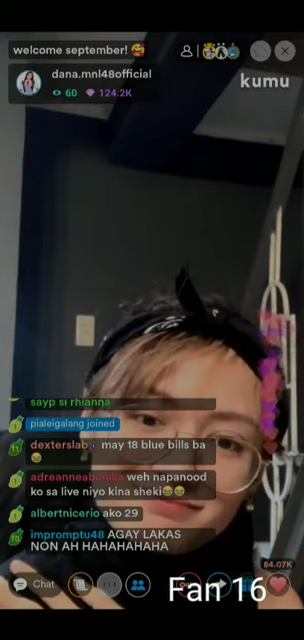 welcome september! 🥰
dana.mnl48official
60 124.2K
kumu
sayp si rhianna
pialeigalang joined
dexterslab may 18 blue bills ba
😂
weh napanood
ko sa live niyo kina sheki😂😂
albertnicerio ako 29
impromptu48 AGAY LAKAS
NON AH HAHAHAHAHA
64.07K
Chat
Fan 16